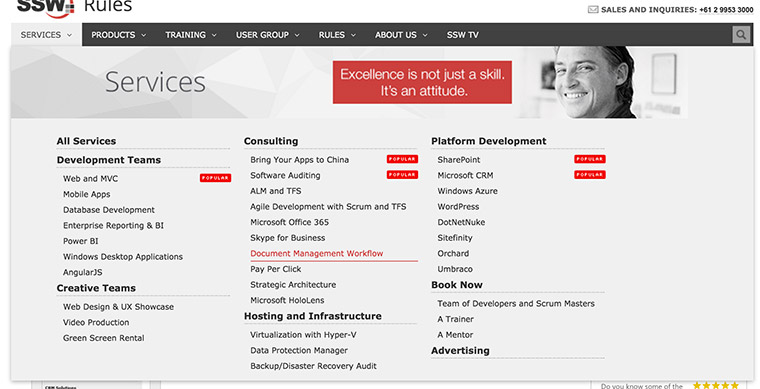 SSW Rules
SALES AND INQUIRIES: +61 2 9953 3000
SERVICES PRODUCTS TRAINING USER GROUP RULES ABOUT US SSW TV
Services
Excellence is not just a skill.
It's an attitude.
All Services
Development Teams
Web and MVC POPULAR
Mobile Apps
Database Development
Enterprise Reporting & BI
Power BI
Windows Desktop Applications
AngularJS
Creative Teams
Web Design & UX Showcase
Video Production
Green Screen Rental
Consulting
Bring Your Apps to China POPULAR
Software Auditing POPULAR
ALM and TFS
Agile Development with Scrum and TFS
Microsoft Office 365
Skype for Business
Document Management Workflow
Pay Per Click
Strategic Architecture
Microsoft HoloLens
Hosting and Infrastructure
Virtualization with Hyper-V
Data Protection Manager
Backup/Disaster Recovery Audit
Platform Development
SharePoint POPULAR
Microsoft CRM POPULAR
Windows Azure
WordPress
DotNetNuke
Sitefinity
Orchard
Umbraco
Book Now
Team of Developers and Scrum Masters
A Trainer
A Mentor
Advertising
CRM Solutions
Do you know some of the